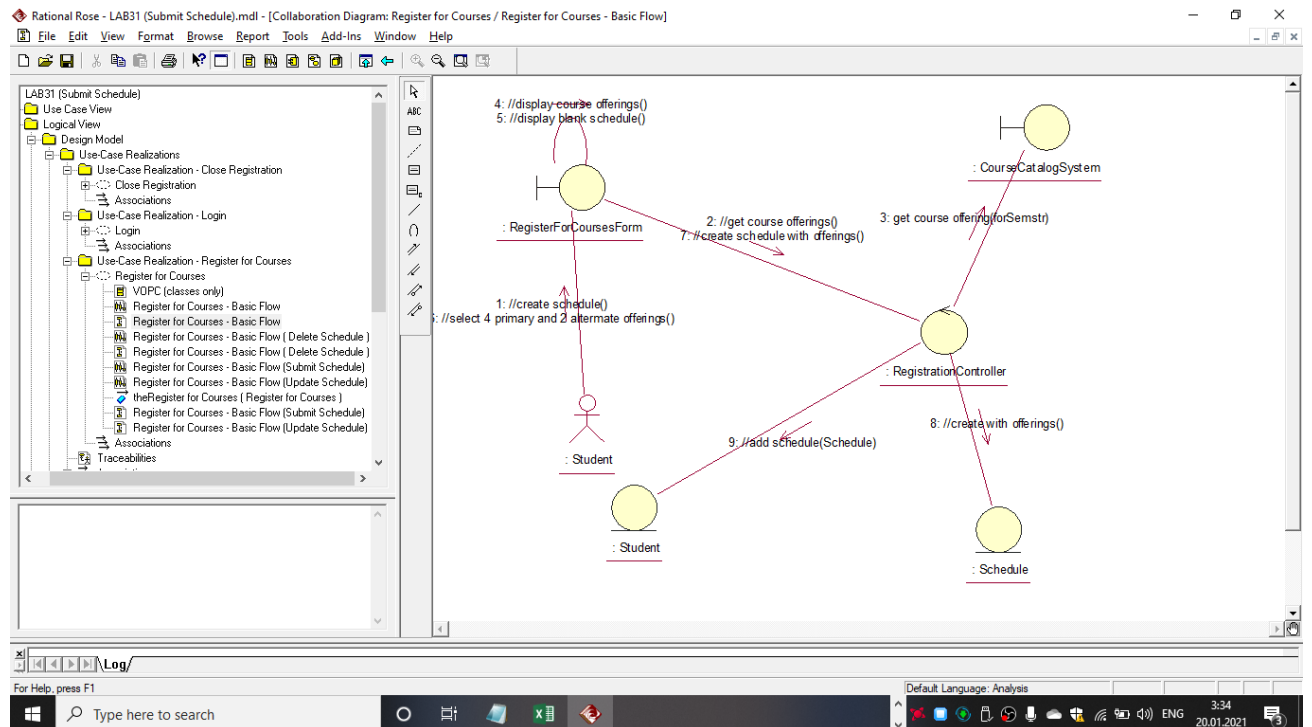 Rational Rose - LAB31 (Submit Schedule).mdl - [Collaboration Diagram: Register for Courses / Register for Courses - Basic Flow]
File Edit View Format Browse Report Tools Add-Ins Window Help
LAB31 (Submit Schedule)
Use Case View
Logical View
Design Model
Use-Case Realizations
Use-Case Realization - Close Registration
Close Registration
Associations
Use-Case Realization - Login
Login
Associations
Use-Case Realization - Register for Courses
Register for Courses
VOPC (classes only)
Register for Courses - Basic Flow
Register for Courses - Basic Flow
Register for Courses - Basic Flow ( Delete Schedule )
Register for Courses - Basic Flow ( Delete Schedule )
Register for Courses - Basic Flow (Submit Schedule)
Register for Courses - Basic Flow (Update Schedule)
theRegister for Courses ( Register for Courses )
Register for Courses - Basic Flow (Submit Schedule)
Register for Courses - Basic Flow (Update Schedule)
Associations
Traceabilities
ABC
4: //display course offerings()
5: //display blank schedule()
: RegisterForCoursesForm
: CourseCatalogSystem
2: //get course offerings()
7: //create schedule with offerings()
3: get course offering(forSemstr)
1: //create schedule()
: //select 4 primary and 2 alternate offerings()
: RegistrationController
8: //create with offerings()
9: //add schedule(Schedule)
: Student
: Student
: Schedule
Log
For Help, press F1
Default Language: Analysis
Type here to search
ENG
3:34
20.01.2021
3